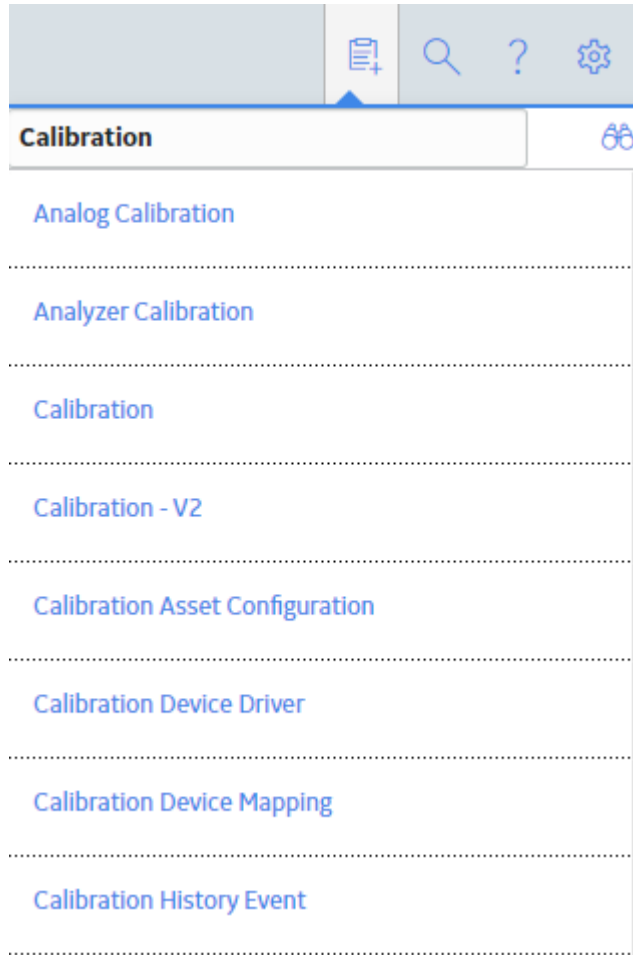 ?
Calibration
Analog Calibration
Analyzer Calibration
Calibration
Calibration - V2
Calibration Asset Configuration
Calibration Device Driver
Calibration Device Mapping
Calibration History Event